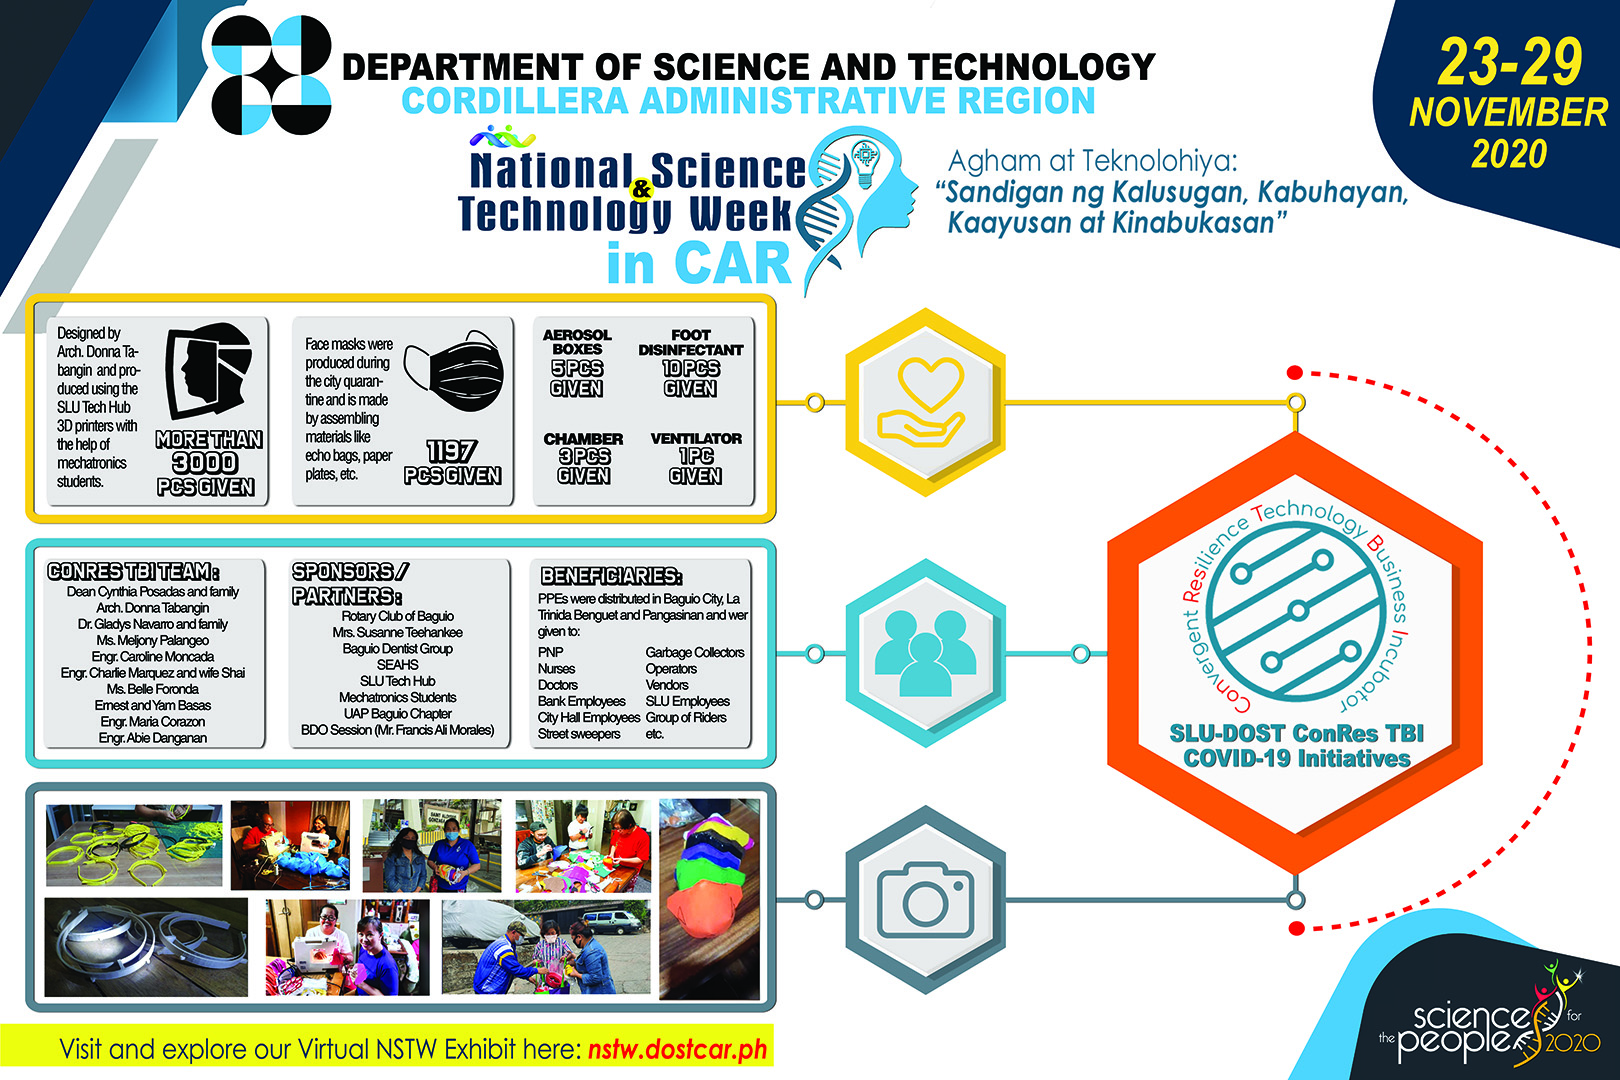 DEPARTMENT OF SCIENCE AND TECHNOLOGY
CORDILLERA ADMINISTRATIVE REGION
23-29
NOVEMBER
2020
National Science
&
Technology Week
in CAR
Agham at Teknolohiya:
“Sandigan ng Kalusugan, Kabuhayan,
Kaayusan at Kinabukasan”
Designed by
Arch. Donna Ta-
bangin and pro-
duced using the
SLU Tech Hub
3D printers with
the help of
mechatronics
students.
MORE THAN
3000
PCS GIVEN
Face masks were
produced during
the city quaran-
tine and is made
by assembling
materials like
echo bags, paper
plates, etc.
1197
PCS GIVEN
AEROSOL
BOXES
5 PCS
GIVEN
FOOT
DISINFECTANT
10 PCS
GIVEN
CHAMBER
3 PCS
GIVEN
VENTILATOR
1 PC
GIVEN
CONRES TBI TEAM:
Dean Cynthia Posadas and family
Arch. Donna Tabangin
Dr. Gladys Navarro and family
Ms. Meljony Palangeo
Engr. Caroline Moncada
Engr. Charlie Marquez and wife Shai
Ms. Belle Foronda
Ernest and Yam Basas
Engr. Maria Corazon
Engr. Abie Danganan
SPONSORS/
PARTNERS:
Rotary Club of Baguio
Mrs. Susanne Teehankee
Baguio Dentist Group
SEAHS
SLU Tech Hub
Mechatronics Students
UAP Baguio Chapter
BDO Session (Mr. Francis Ali Morales)
BENEFICIARIES:
PPEs were distributed in Baguio City, La
Trinida Benguet and Pangasinan and wer
given to:
PNP
Nurses
Doctors
Bank Employees
City Hall Employees
Street sweepers
Garbage Collectors
Operators
Vendors
SLU Employees
Group of Riders
etc.
Convergent Resilience Technology Business Incubator
SLU-DOST ConRes TBI
COVID-19 Initiatives
Visit and explore our Virtual NSTW Exhibit here: nstw.dostcar.ph
science for
the people 2020